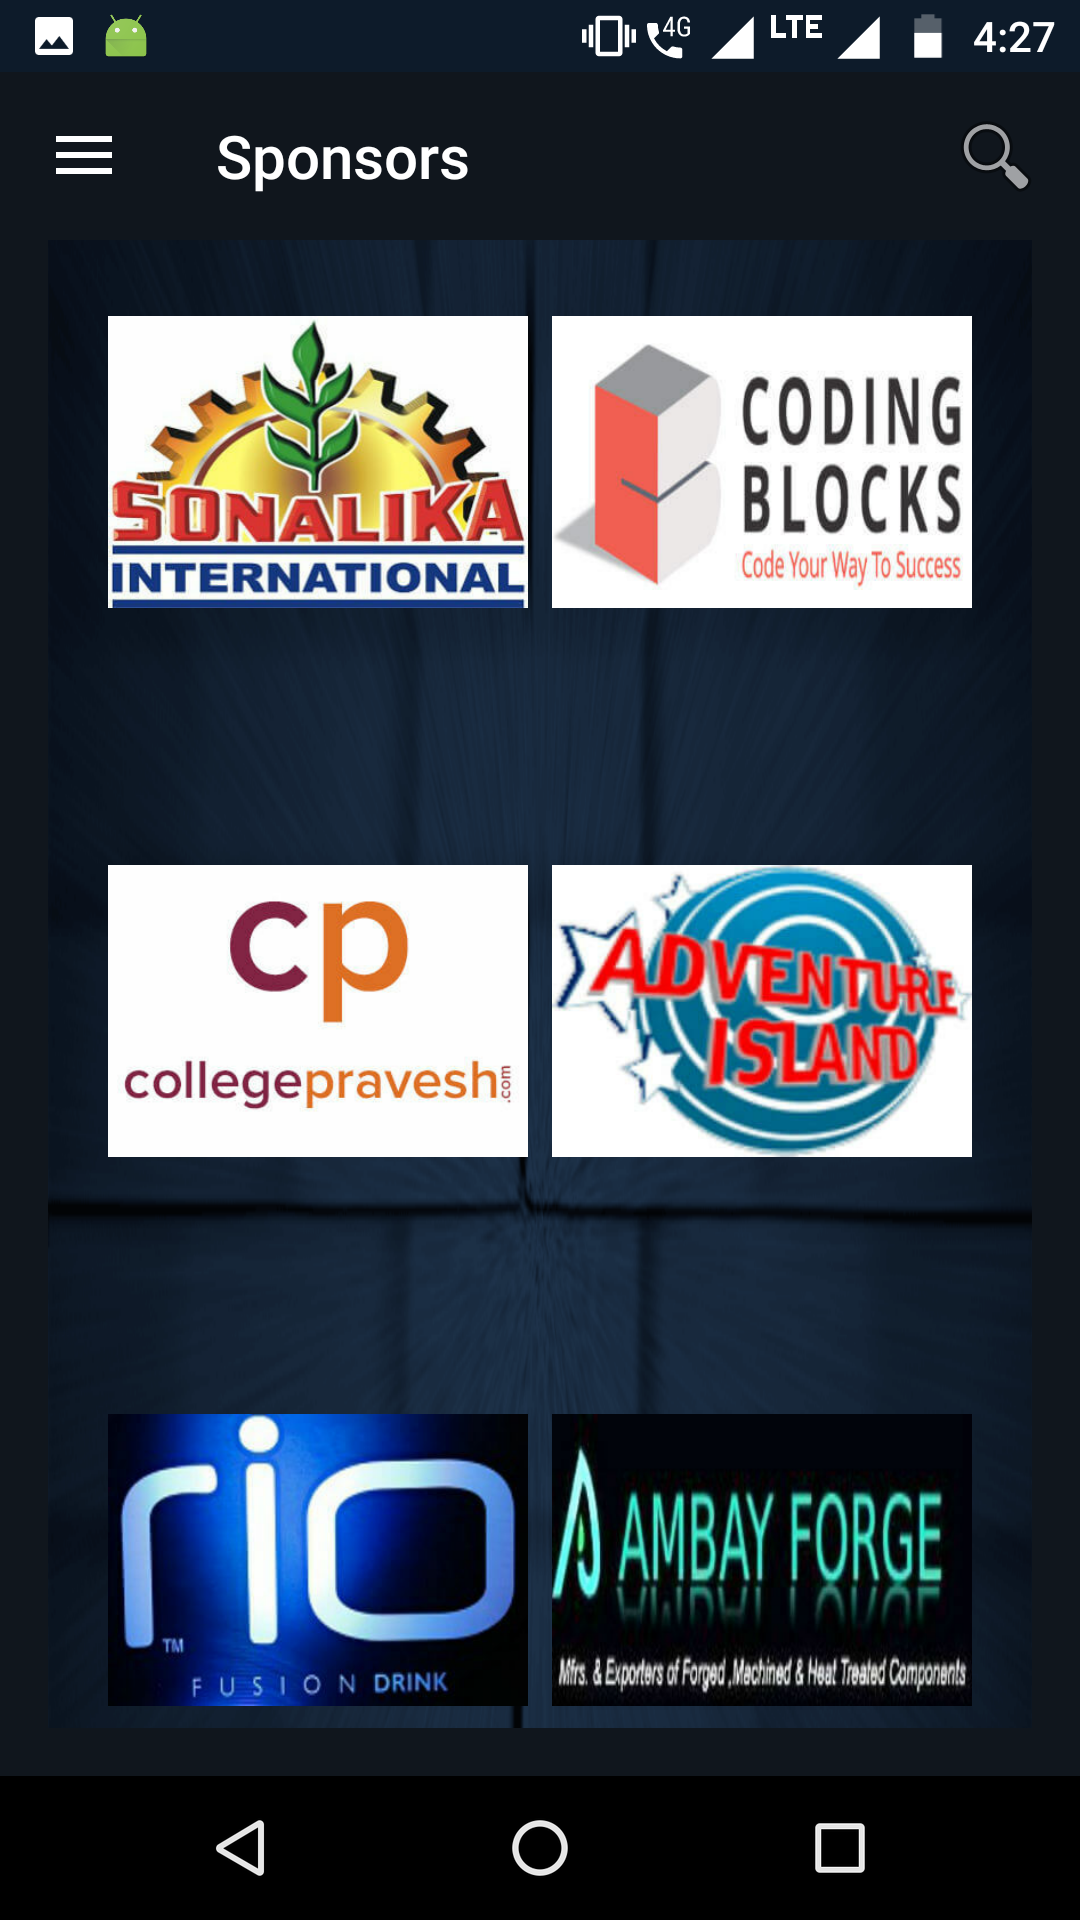 4G LTE 4:27
Sponsors
SONALIKA
INTERNATIONAL
CODING
BLOCKS
Code Your Way To Success
cp
collegepravesh.com
ADVENTURE
ISLAND
rio
TM
FUSION DRINK
AMBAY FORGE
Mfrs. & Exporters of Forged ,Machined & Heat Treated Components